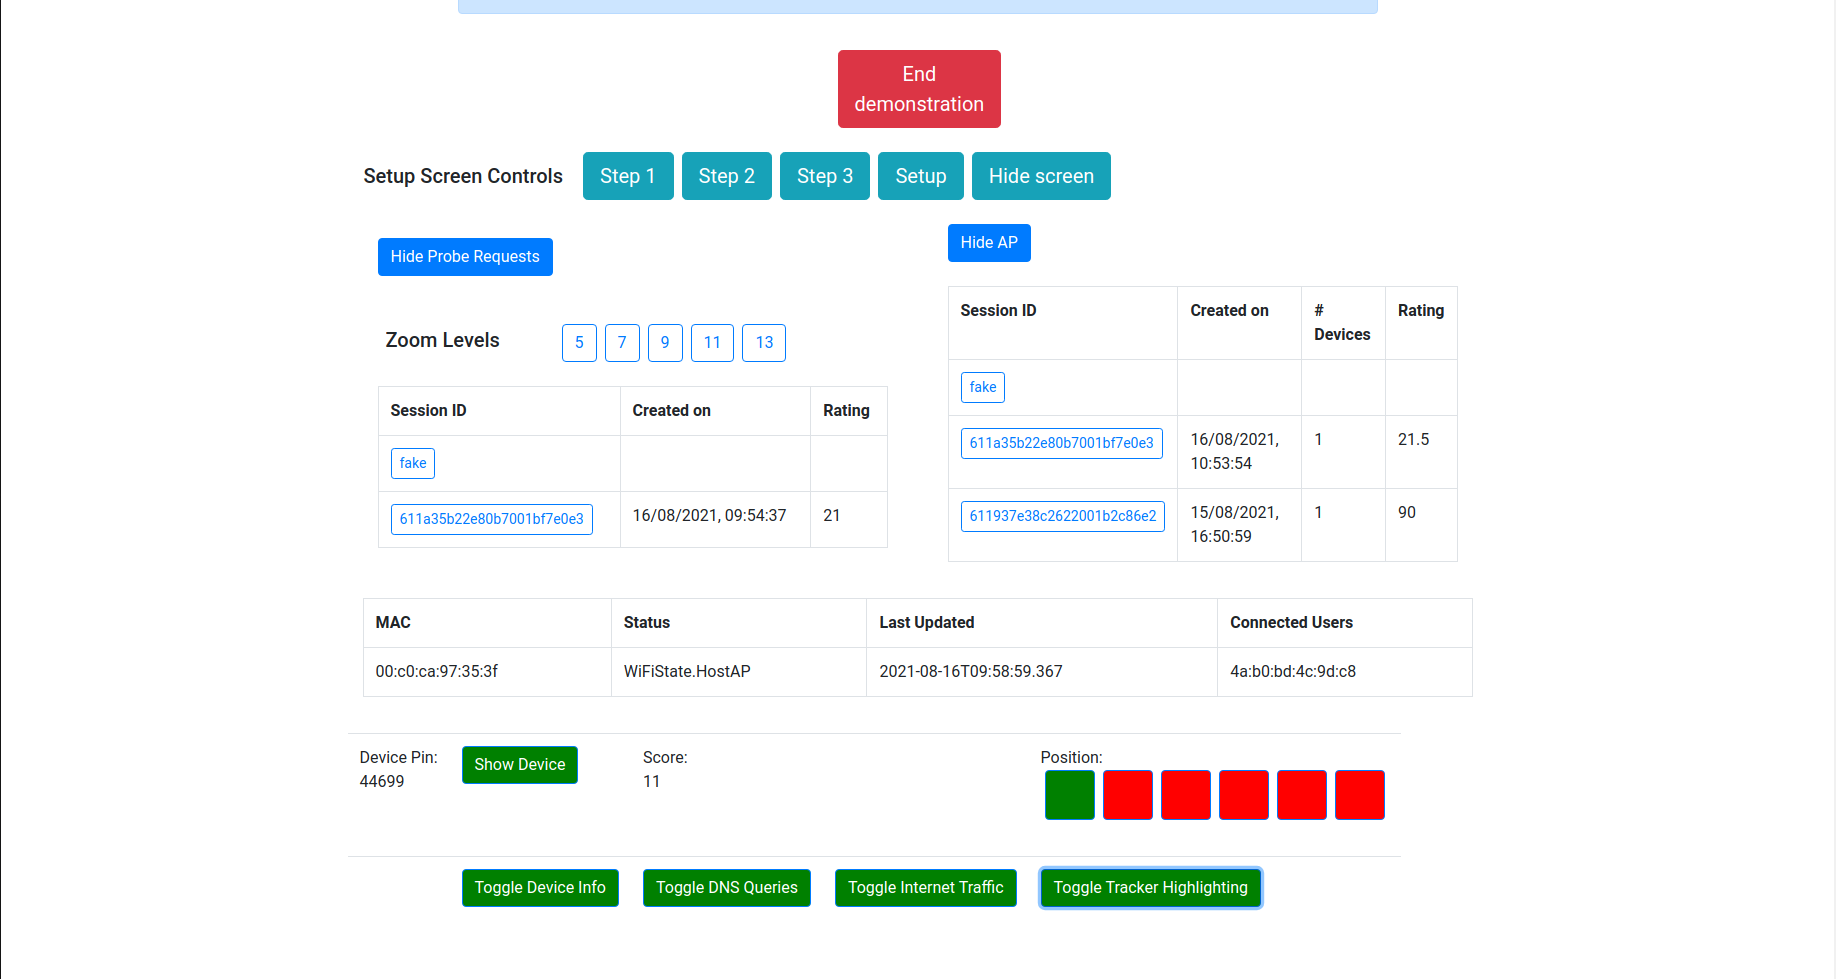 End
demonstration
Setup Screen Controls
Step 1
Step 2
Step 3
Setup
Hide screen
Hide Probe Requests
Zoom Levels
5
7
9
11
13
Session ID
Created on
Rating
fake
611a35b22e80b7001bf7e0e3
16/08/2021, 09:54:37
21
Hide AP
Session ID
Created on
#
Devices
Rating
fake
611a35b22e80b7001bf7e0e3
16/08/2021,
10:53:54
1
21.5
611937e38c2622001b2c86e2
15/08/2021,
16:50:59
1
90
MAC
Status
Last Updated
Connected Users
00:c0:ca:97:35:3f
WiFiState.HostAP
2021-08-16T09:58:59.367
4a:b0:bd:4c:9d:c8
Device Pin:
44699
Show Device
Score:
11
Position:
Toggle Device Info
Toggle DNS Queries
Toggle Internet Traffic
Toggle Tracker Highlighting